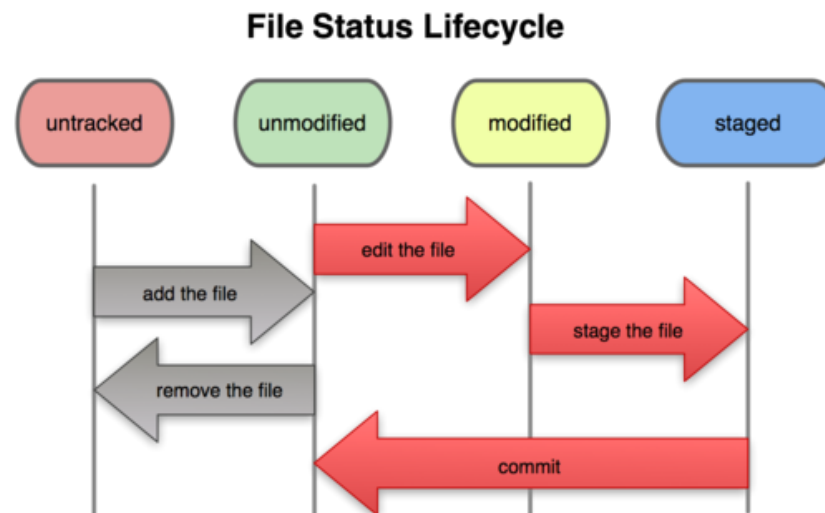 File Status Lifecycle
untracked
unmodified
modified
staged
edit the file
add the file
stage the file
remove the file
commit